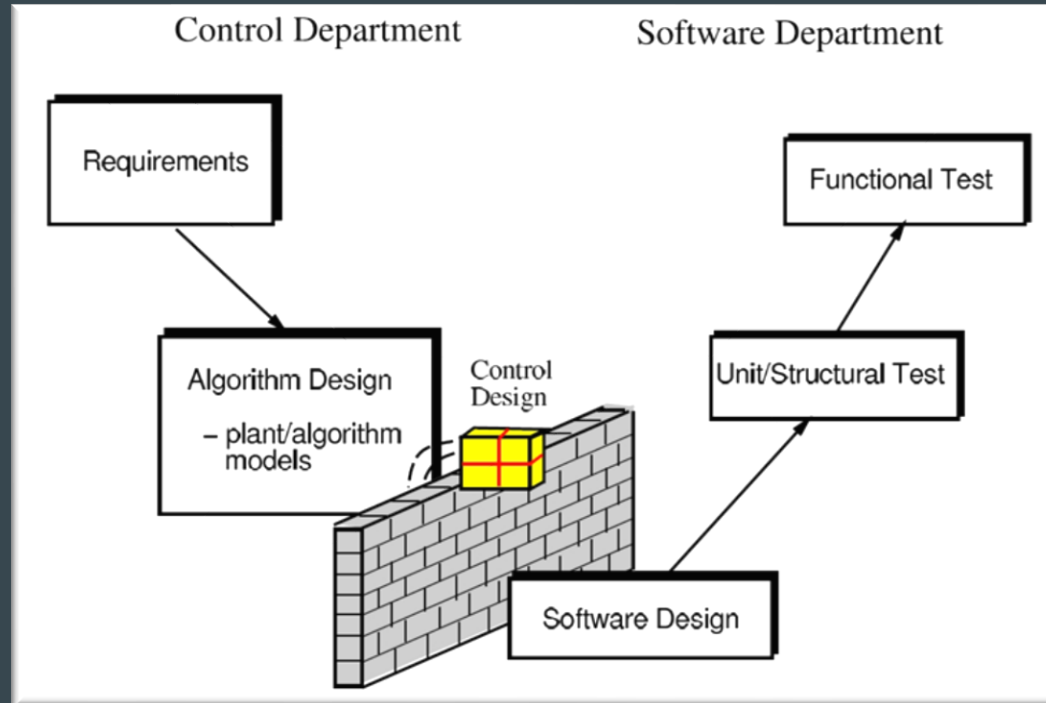 Control Department
Software Department
Requirements
Functional Test
Algorithm Design
– plant/algorithm
models
Control
Design
Unit/Structural Test
Software Design